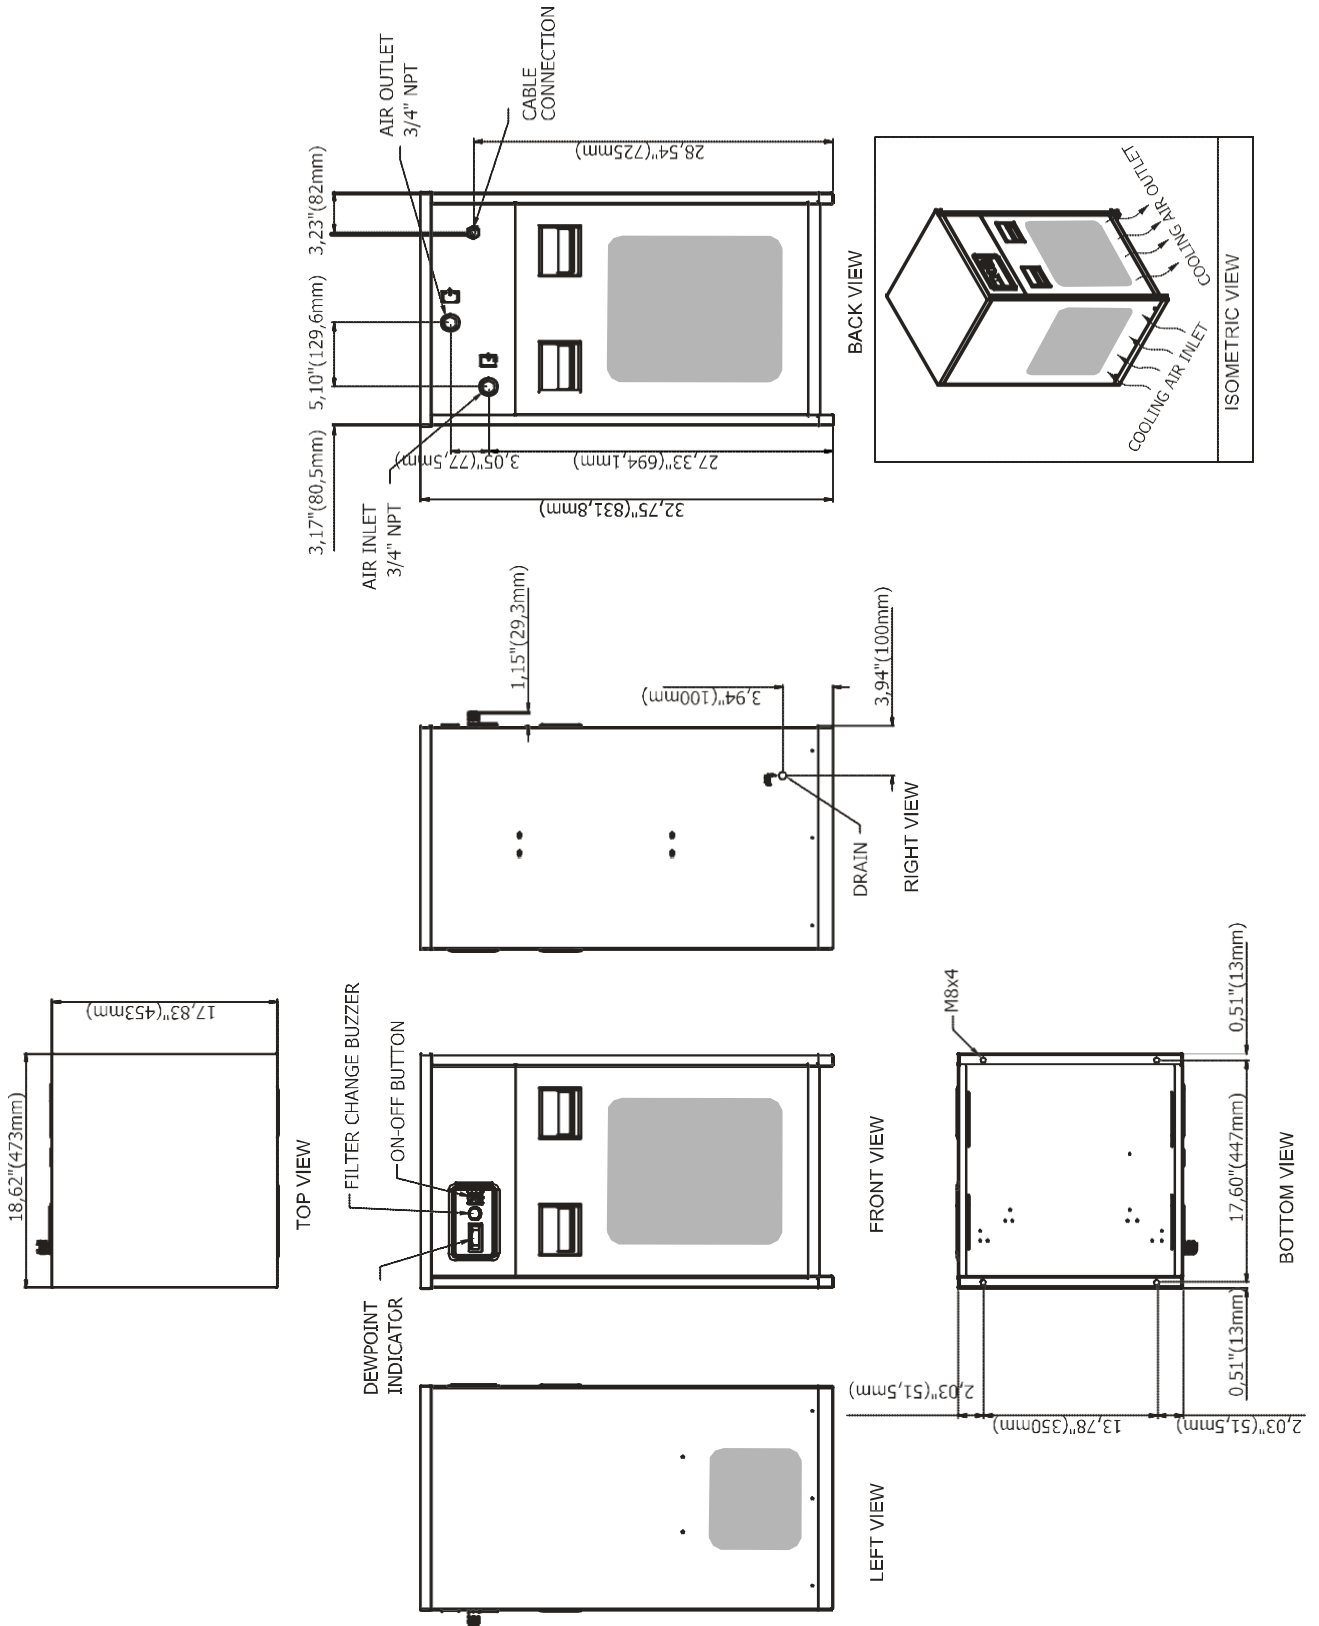 18,62"(473mm)
17,83"(453mm)
TOP VIEW
DEWPOINT
INDICATOR
FILTER CHANGE BUZZER
ON-OFF BUTTON
LEFT VIEW
FRONT VIEW
1,15"(29,3mm)
3,94"(100mm)
3,94"(100mm)
DRAIN
RIGHT VIEW
3,17"(80,5mm)
5,10"(129,6mm)
3,23"(82mm)
AIR INLET
3/4" NPT
AIR OUTLET
3/4" NPT
CABLE
CONNECTION
32,75"(831,8mm)
3,05"(77,5mm)
27,33"(694,1mm)
28,54"(725mm)
BACK VIEW
2,03"(51,5mm)
13,78"(350mm)
2,03"(51,5mm)
M8x4
0,51"(13mm)
17,60"(447mm)
0,51"(13mm)
BOTTOM VIEW
COOLING AIR INLET
COOLING AIR OUTLET
ISOMETRIC VIEW